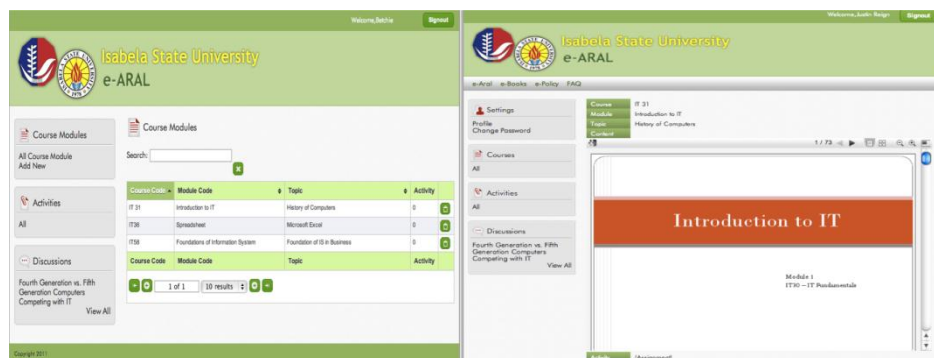 Welcome, Betchie
Signout
Isabela State University
e-ARAL
Course Modules
All Course Module
Add New
Activities
All
Discussions
Fourth Generation vs. Fifth
Generation Computers
Competing with IT
View All
Course Modules
Search:
Course Code Module Code Topic Activity
IT 31 Introduction to IT History of Computers 0
IT36 Spreadsheet Microsoft Excel 0
IT58 Foundations of Information System Foundation of IS in Business 0
Course Code Module Code Topic Activity
1 of 1 10 results
Copyright 2011
Welcome, Justin Reign
Signout
Isabela State University
e-ARAL
e-Aral e-Books e-Policy FAQ
Settings
Profile
Change Password
Courses
All
Activities
All
Discussions
Fourth Generation vs. Fifth
Generation Computers
Competing with IT
View All
Course IT 31
Module Introduction to IT
Topic History of Computers
Content
1 / 73
Introduction to IT
Module 1
IT30 – IT Fundamentals